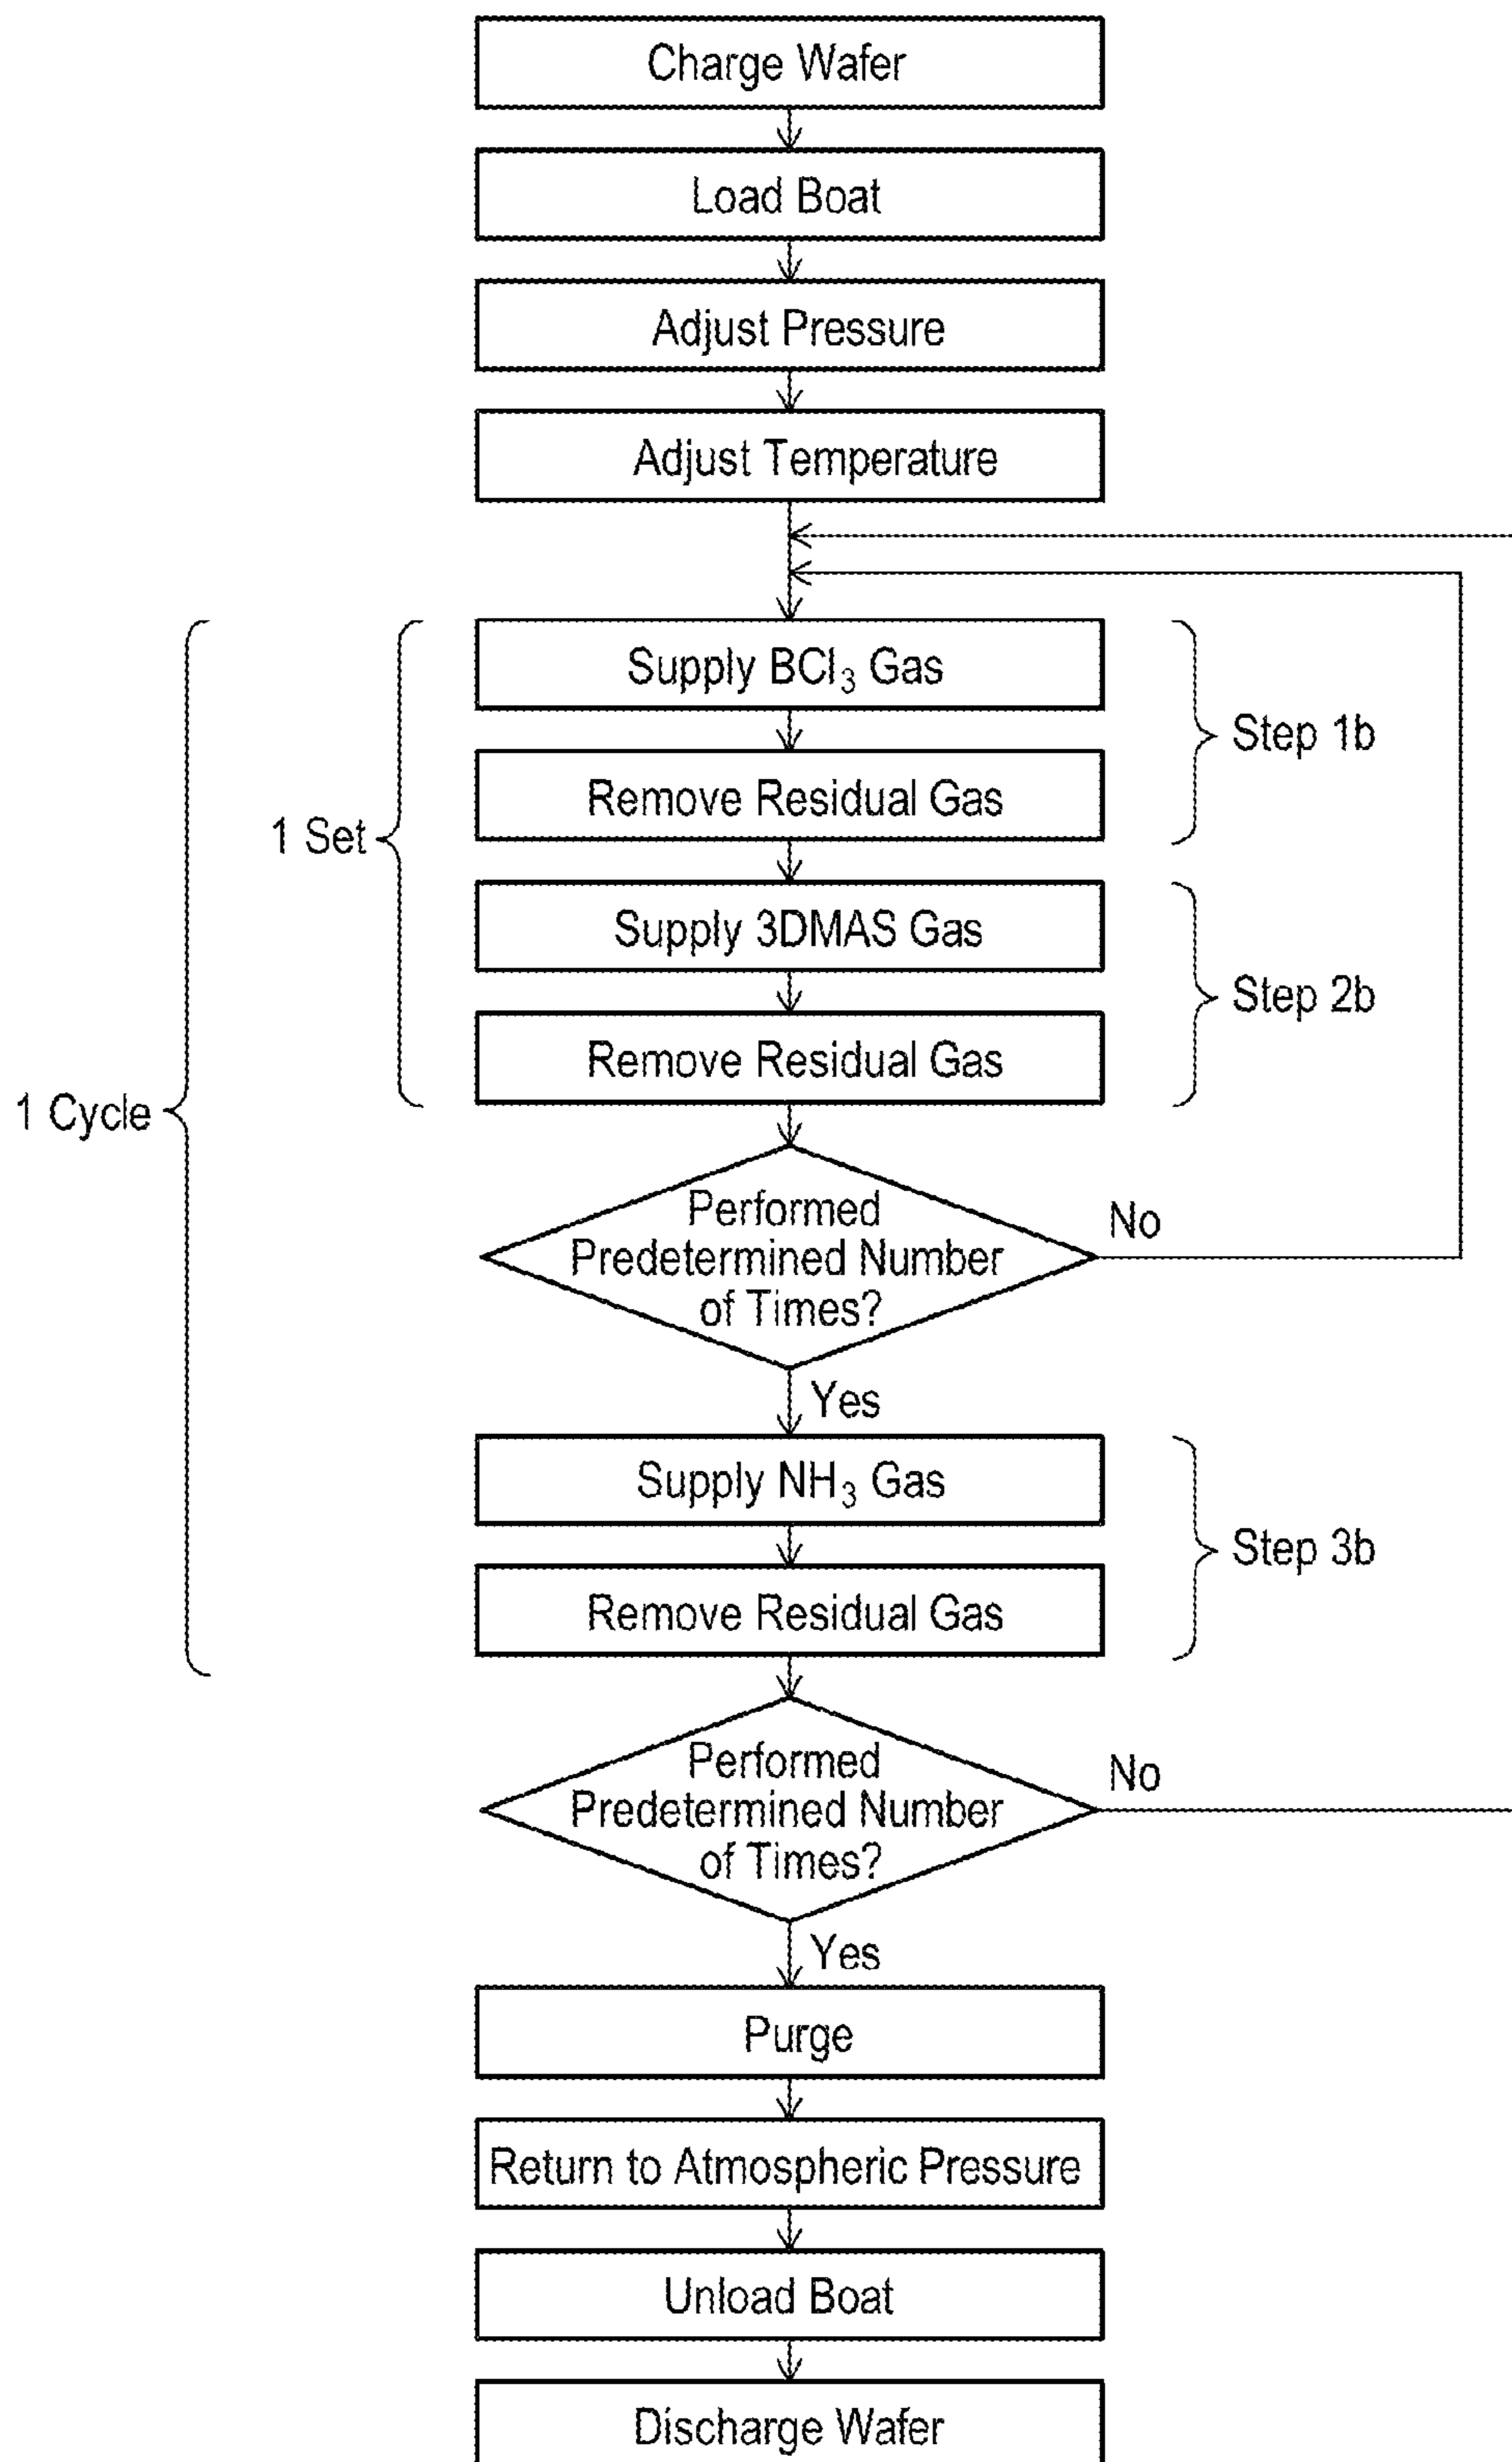 Charge Wafer
Load Boat
Adjust Pressure
Adjust Temperature
Supply BCl₃ Gas
Step 1b
Remove Residual Gas
1 Set
Supply 3DMAS Gas
Step 2b
Remove Residual Gas
1 Cycle
Performed
Predetermined Number
of Times?
No
Yes
Supply NH₃ Gas
Step 3b
Remove Residual Gas
Performed
Predetermined Number
of Times?
No
Yes
Purge
Return to Atmospheric Pressure
Unload Boat
Discharge Wafer